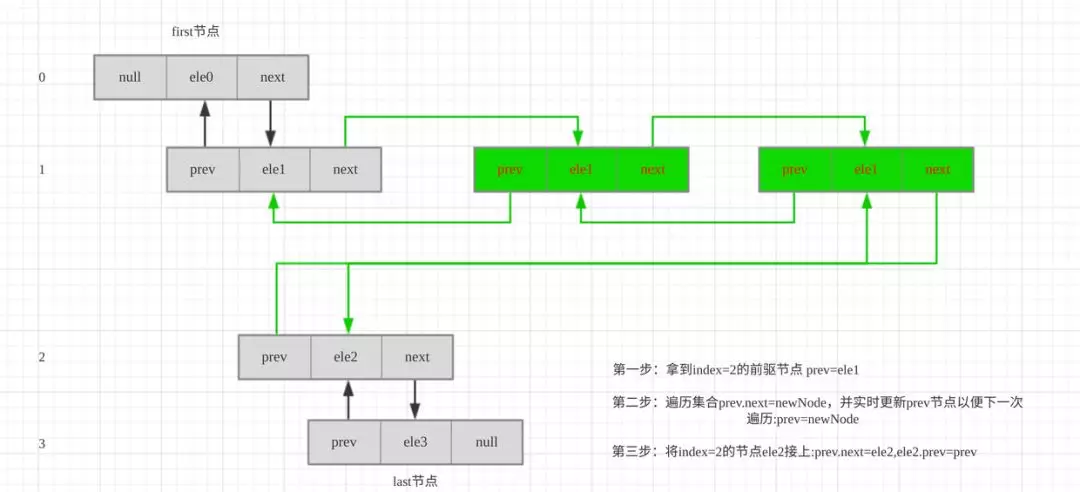 first节点
0
null ele0 next
1
prev ele1 next
prev ele1 next
prev ele1 next
2
prev ele2 next
3
prev ele3 null
last节点
第一步：拿到index=2的前驱节点 prev=ele1
第二步：遍历集合prev.next=newNode，并实时更新prev节点以便下一次
遍历:prev=newNode
第三步：将index=2的节点ele2接上:prev.next=ele2,ele2.prev=prev